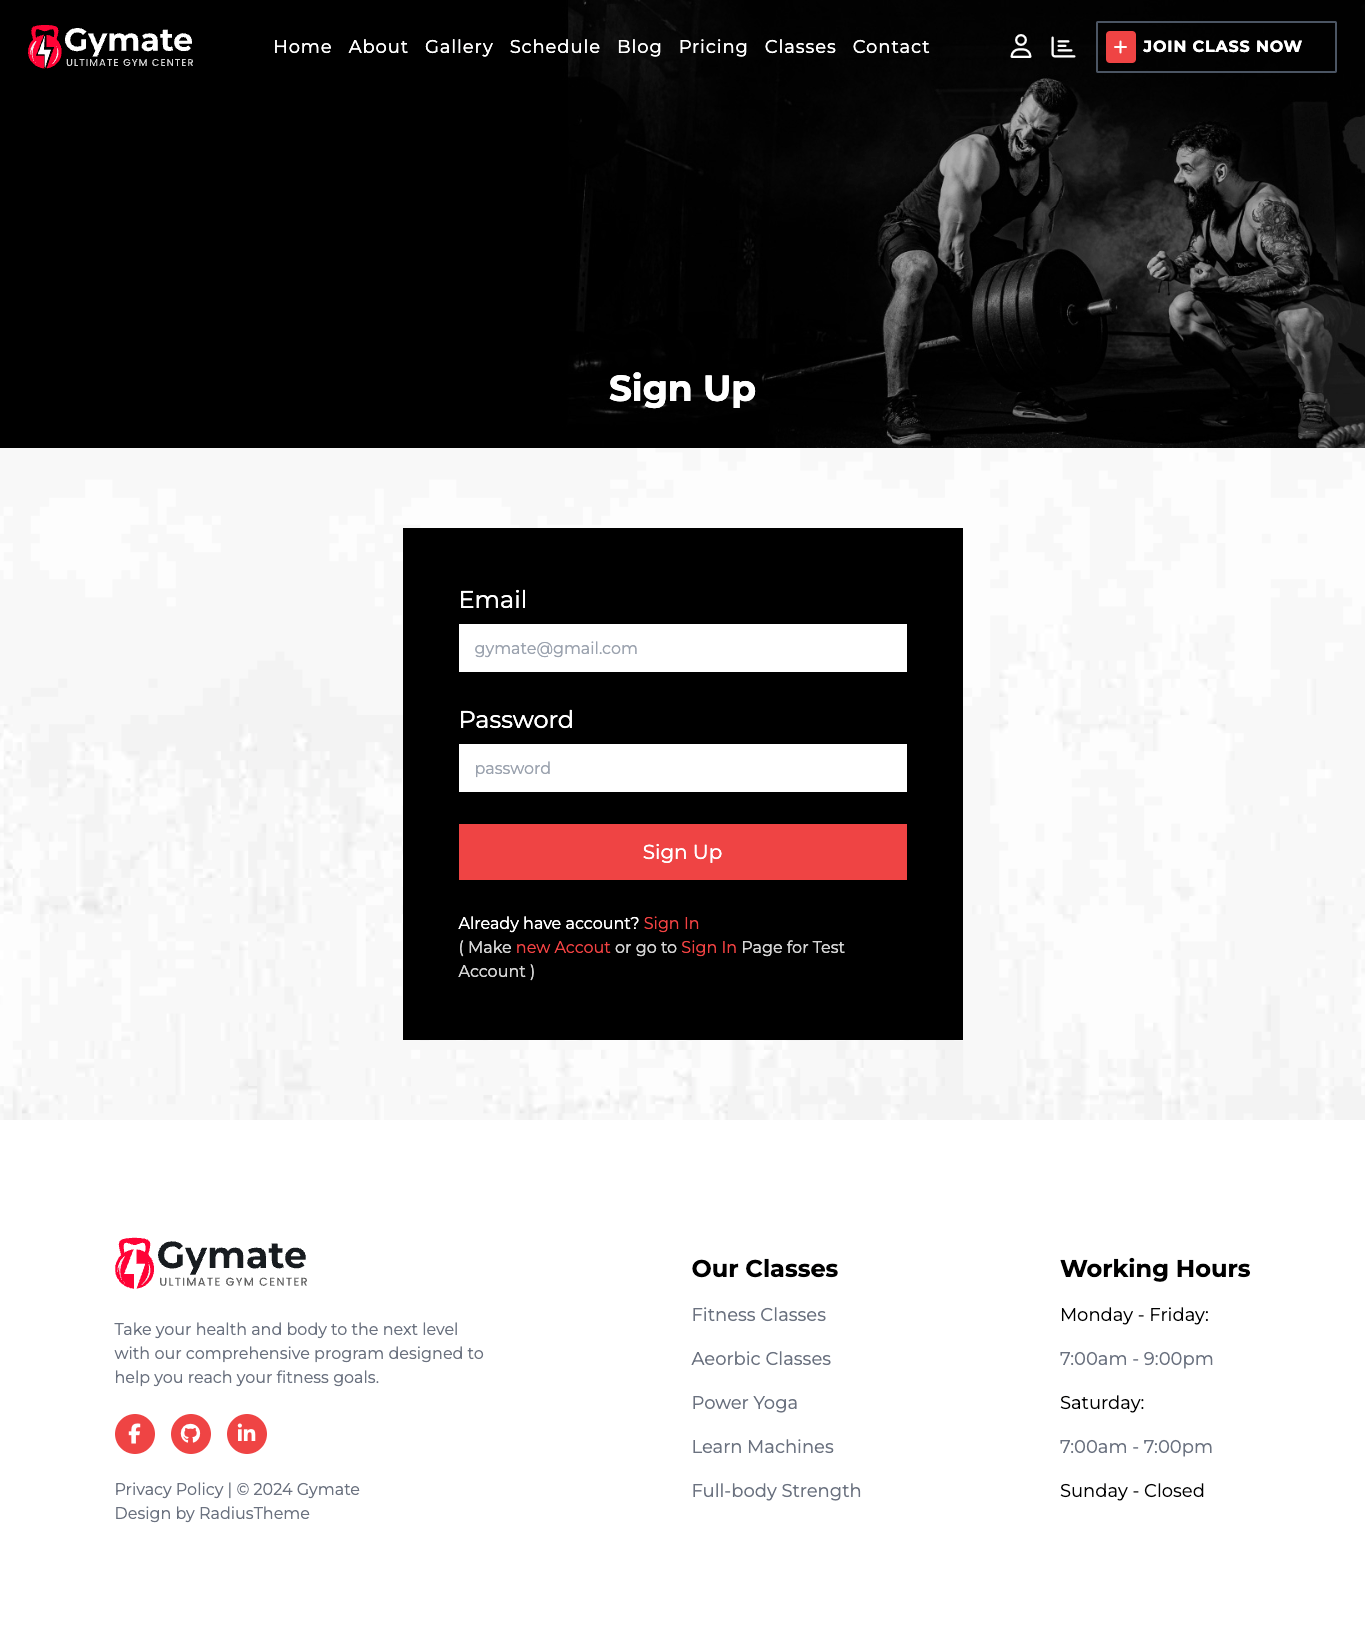 Gymate
ULTIMATE GYM CENTER
Home About Gallery Schedule Blog Pricing Classes Contact
JOIN CLASS NOW
Sign Up
Email
gymate@gmail.com
Password
password
Sign Up
Already have account? Sign In
( Make new Accout or go to Sign In Page for Test
Account )
Gymate
ULTIMATE GYM CENTER
Take your health and body to the next level
with our comprehensive program designed to
help you reach your fitness goals.
Privacy Policy | © 2024 Gymate
Design by RadiusTheme
Our Classes
Fitness Classes
Aeorbic Classes
Power Yoga
Learn Machines
Full-body Strength
Working Hours
Monday - Friday:
7:00am - 9:00pm
Saturday:
7:00am - 7:00pm
Sunday - Closed